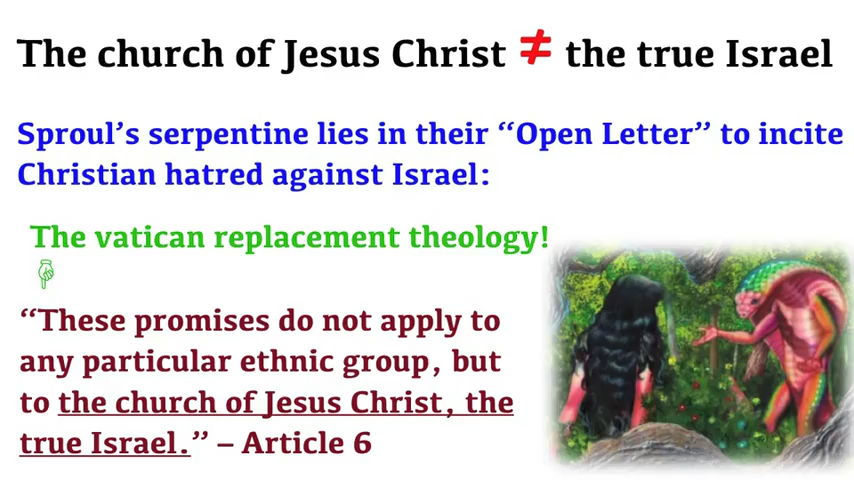 The church of Jesus Christ ≠ the true Israel
Sproul's serpentine lies in their “Open Letter” to incite
Christian hatred against Israel:
The vatican replacement theology!
“These promises do not apply to
any particular ethnic group, but
to the church of Jesus Christ, the
true Israel.” – Article 6